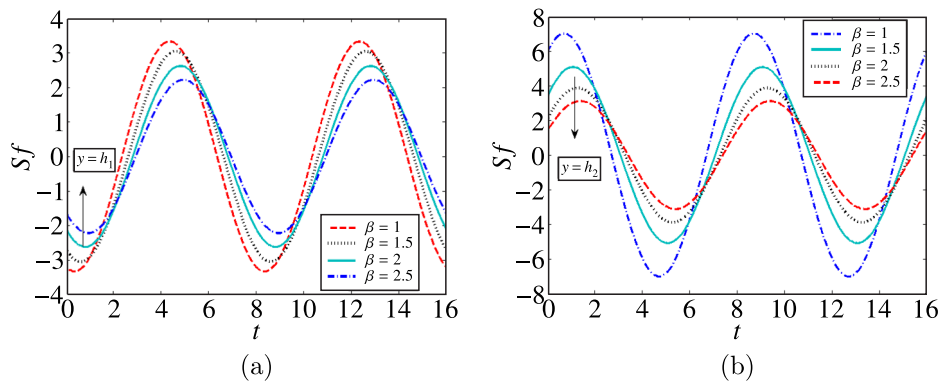 4
3
2
1
0
−1
−2
−3
−4
Sf
y = h₁
β = 1
β = 1.5
β = 2
β = 2.5
0 2 4 6 8 10 12 14 16
t
(a)
8
6
4
2
0
−2
−4
−6
−8
Sf
β = 1
β = 1.5
β = 2
β = 2.5
y = h₂
0 2 4 6 8 10 12 14 16
t
(b)